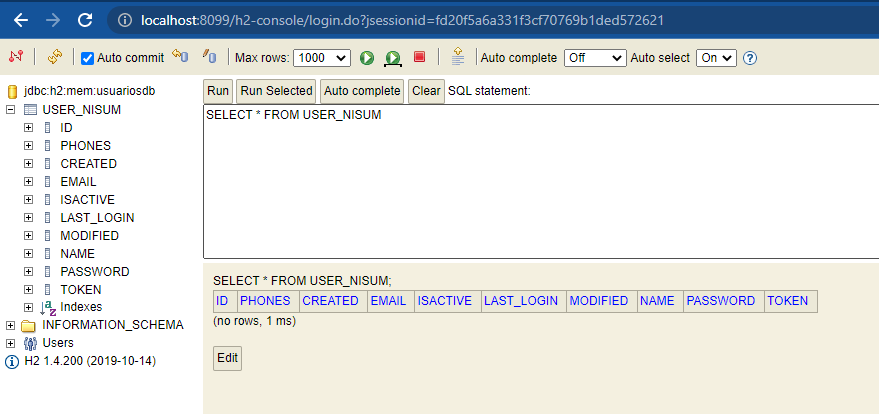 localhost:8099/h2-console/login.do?jsessionid=fd20f5a6a331f3cf70769b1ded572621
Auto commit Max rows: 1000 Auto complete Off Auto select On
jdbc:h2:mem:usuariosdb
USER_NISUM
ID
PHONES
CREATED
EMAIL
ISACTIVE
LAST_LOGIN
MODIFIED
NAME
PASSWORD
TOKEN
Indexes
INFORMATION_SCHEMA
Users
H2 1.4.200 (2019-10-14)
Run Run Selected Auto complete Clear SQL statement:
SELECT * FROM USER_NISUM
SELECT * FROM USER_NISUM;
ID PHONES CREATED EMAIL ISACTIVE LAST_LOGIN MODIFIED NAME PASSWORD TOKEN
(no rows, 1 ms)
Edit